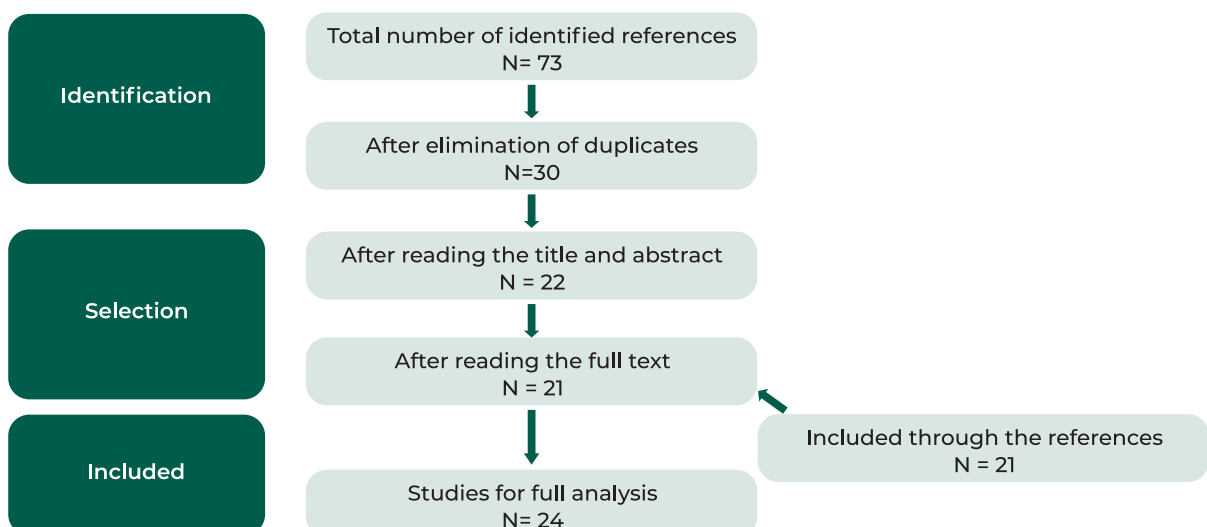 Identification
Total number of identified references
N= 73
After elimination of duplicates
N=30
Selection
After reading the title and abstract
N = 22
After reading the full text
N = 21
Included through the references
N = 21
Included
Studies for full analysis
N= 24